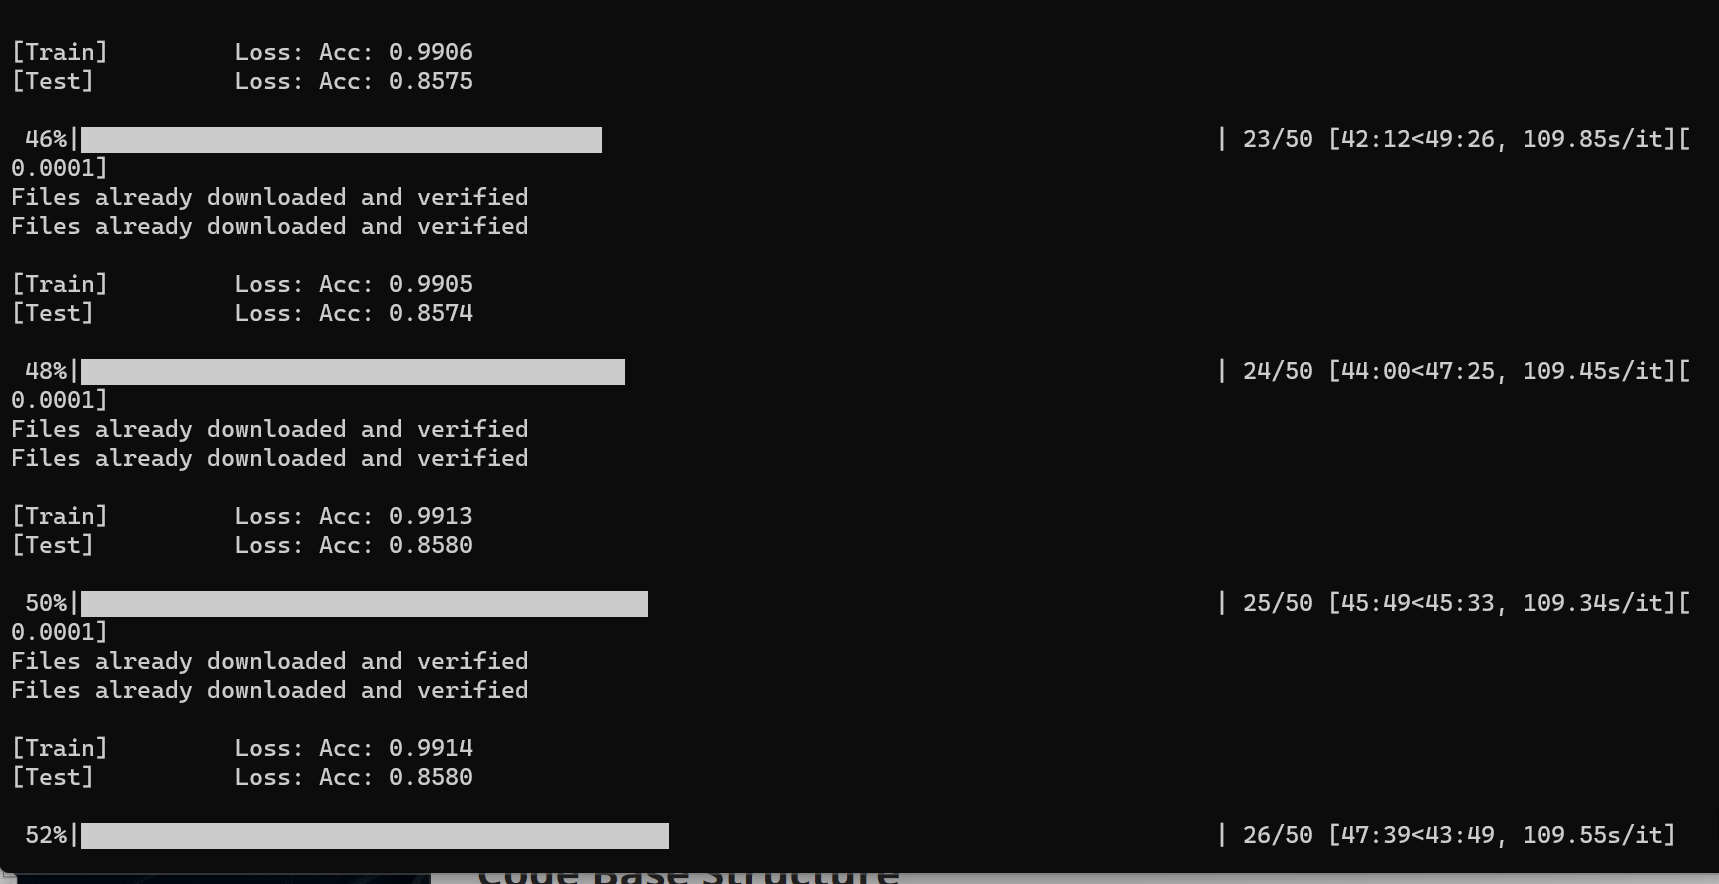 [Train] Loss: Acc: 0.9906
[Test] Loss: Acc: 0.8575
46%| | 23/50 [42:12<49:26, 109.85s/it][
0.0001]
Files already downloaded and verified
Files already downloaded and verified
[Train] Loss: Acc: 0.9905
[Test] Loss: Acc: 0.8574
48%| | 24/50 [44:00<47:25, 109.45s/it][
0.0001]
Files already downloaded and verified
Files already downloaded and verified
[Train] Loss: Acc: 0.9913
[Test] Loss: Acc: 0.8580
50%| | 25/50 [45:49<45:33, 109.34s/it][
0.0001]
Files already downloaded and verified
Files already downloaded and verified
[Train] Loss: Acc: 0.9914
[Test] Loss: Acc: 0.8580
52%| | 26/50 [47:39<43:49, 109.55s/it]
Code Base Structure